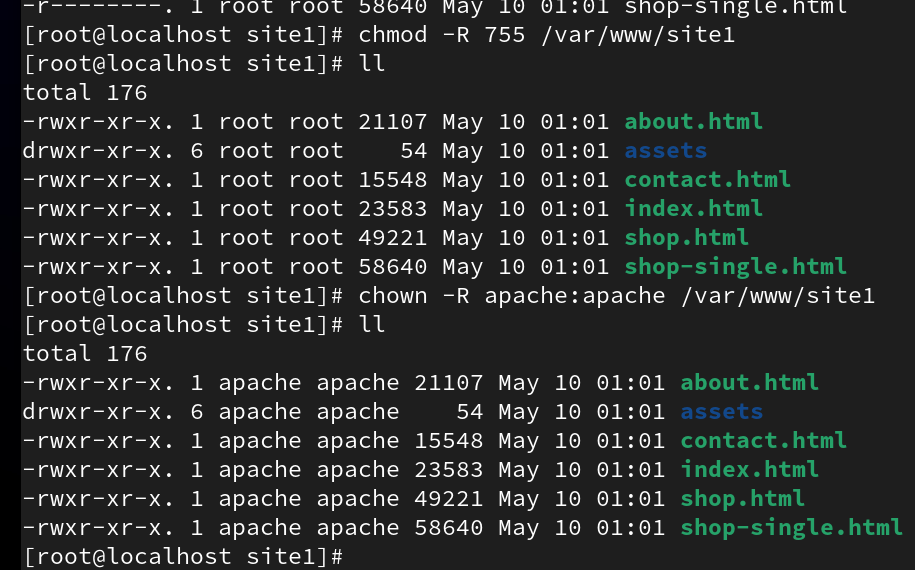 -r--------. 1 root root 58640 May 10 01:01 shop-single.html
[root@localhost site1]# chmod -R 755 /var/www/site1
[root@localhost site1]# ll
total 176
-rwxr-xr-x. 1 root root 21107 May 10 01:01 about.html
drwxr-xr-x. 6 root root    54 May 10 01:01 assets
-rwxr-xr-x. 1 root root 15548 May 10 01:01 contact.html
-rwxr-xr-x. 1 root root 23583 May 10 01:01 index.html
-rwxr-xr-x. 1 root root 49221 May 10 01:01 shop.html
-rwxr-xr-x. 1 root root 58640 May 10 01:01 shop-single.html
[root@localhost site1]# chown -R apache:apache /var/www/site1
[root@localhost site1]# ll
total 176
-rwxr-xr-x. 1 apache apache 21107 May 10 01:01 about.html
drwxr-xr-x. 6 apache apache    54 May 10 01:01 assets
-rwxr-xr-x. 1 apache apache 15548 May 10 01:01 contact.html
-rwxr-xr-x. 1 apache apache 23583 May 10 01:01 index.html
-rwxr-xr-x. 1 apache apache 49221 May 10 01:01 shop.html
-rwxr-xr-x. 1 apache apache 58640 May 10 01:01 shop-single.html
[root@localhost site1]#